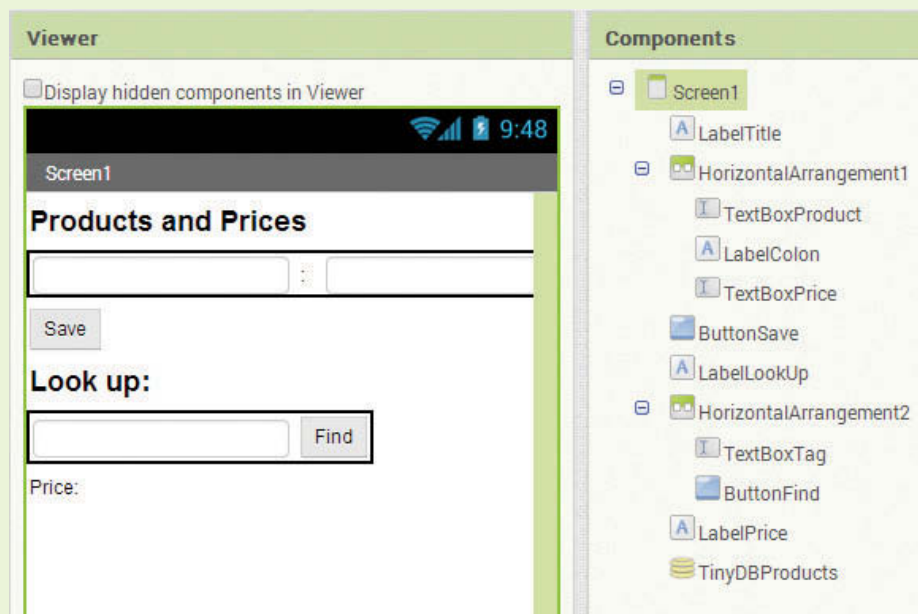 Viewer
Display hidden components in Viewer
9:48
Screen1
Products and Prices
:
Save
Look up:
Find
Price:
Components
Screen1
A LabelTitle
HorizontalArrangement1
I TextBoxProduct
A LabelColon
I TextBoxPrice
ButtonSave
A LabelLookUp
HorizontalArrangement2
I TextBoxTag
ButtonFind
A LabelPrice
TinyDBProducts